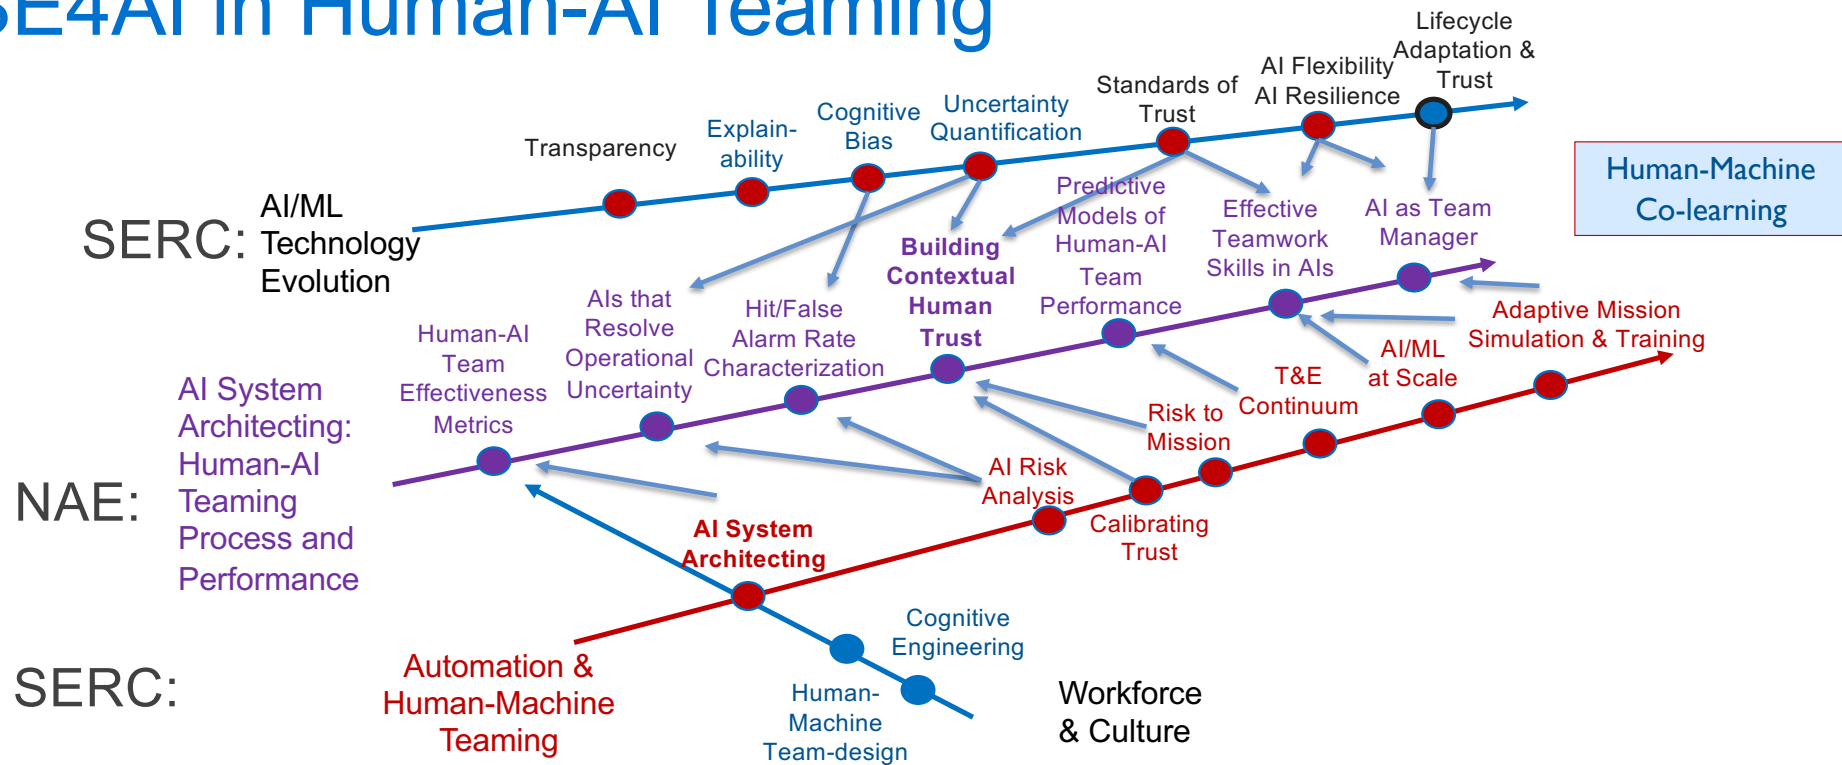 SE4AI in Human-AI Teaming
Lifecycle
Adaptation &
Trust
AI Flexibility
AI Resilience
Standards of
Trust
Uncertainty
Quantification
Cognitive
Bias
Explain-
ability
Transparency
SERC:
AI/ML
Technology
Evolution
Human-Machine
Co-learning
Predictive
Models of
Human-AI
Team
Performance
Effective
Teamwork
Skills in AIs
AI as Team
Manager
Building
Contextual
Human
Trust
AIs that
Resolve
Operational
Uncertainty
Hit/False
Alarm Rate
Characterization
Human-AI
Team
Effectiveness
Metrics
NAE:
AI System
Architecting:
Human-AI
Teaming
Process and
Performance
Adaptive Mission
Simulation & Training
AI/ML
at Scale
T&E
Continuum
Risk to
Mission
AI Risk
Analysis
Calibrating
Trust
AI System
Architecting
SERC:
Automation &
Human-Machine
Teaming
Cognitive
Engineering
Human-
Machine
Team-design
Workforce
& Culture